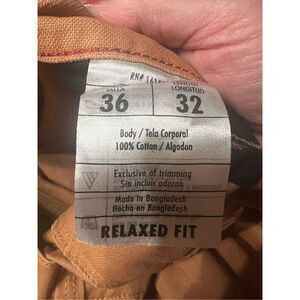 RN#
TALLA
LONGITUD
36
32
Body / Tela Corporal
100% Cotton / Algodon
Exclusive of trimming
Sin incluir adorno
Made in Bangladesh
Hecho en Bangladesh
RELAXED FIT